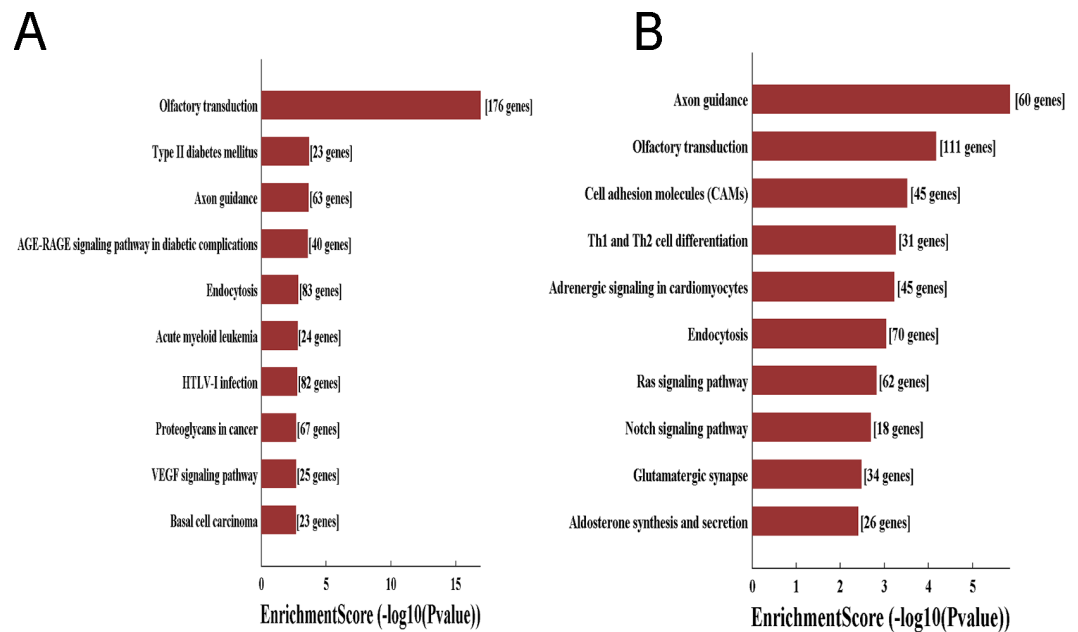 A
Olfactory transduction [176 genes]
Type II diabetes mellitus [23 genes]
Axon guidance [63 genes]
AGE-RAGE signaling pathway in diabetic complications [40 genes]
Endocytosis [83 genes]
Acute myeloid leukemia [24 genes]
HTLV-I infection [82 genes]
Proteoglycans in cancer [67 genes]
VEGF signaling pathway [25 genes]
Basal cell carcinoma [23 genes]
0 5 10 15
EnrichmentScore (-log10(Pvalue))
B
Axon guidance [60 genes]
Olfactory transduction [111 genes]
Cell adhesion molecules (CAMs) [45 genes]
Th1 and Th2 cell differentiation [31 genes]
Adrenergic signaling in cardiomyocytes [45 genes]
Endocytosis [70 genes]
Ras signaling pathway [62 genes]
Notch signaling pathway [18 genes]
Glutamatergic synapse [34 genes]
Aldosterone synthesis and secretion [26 genes]
0 1 2 3 4 5
EnrichmentScore (-log10(Pvalue))